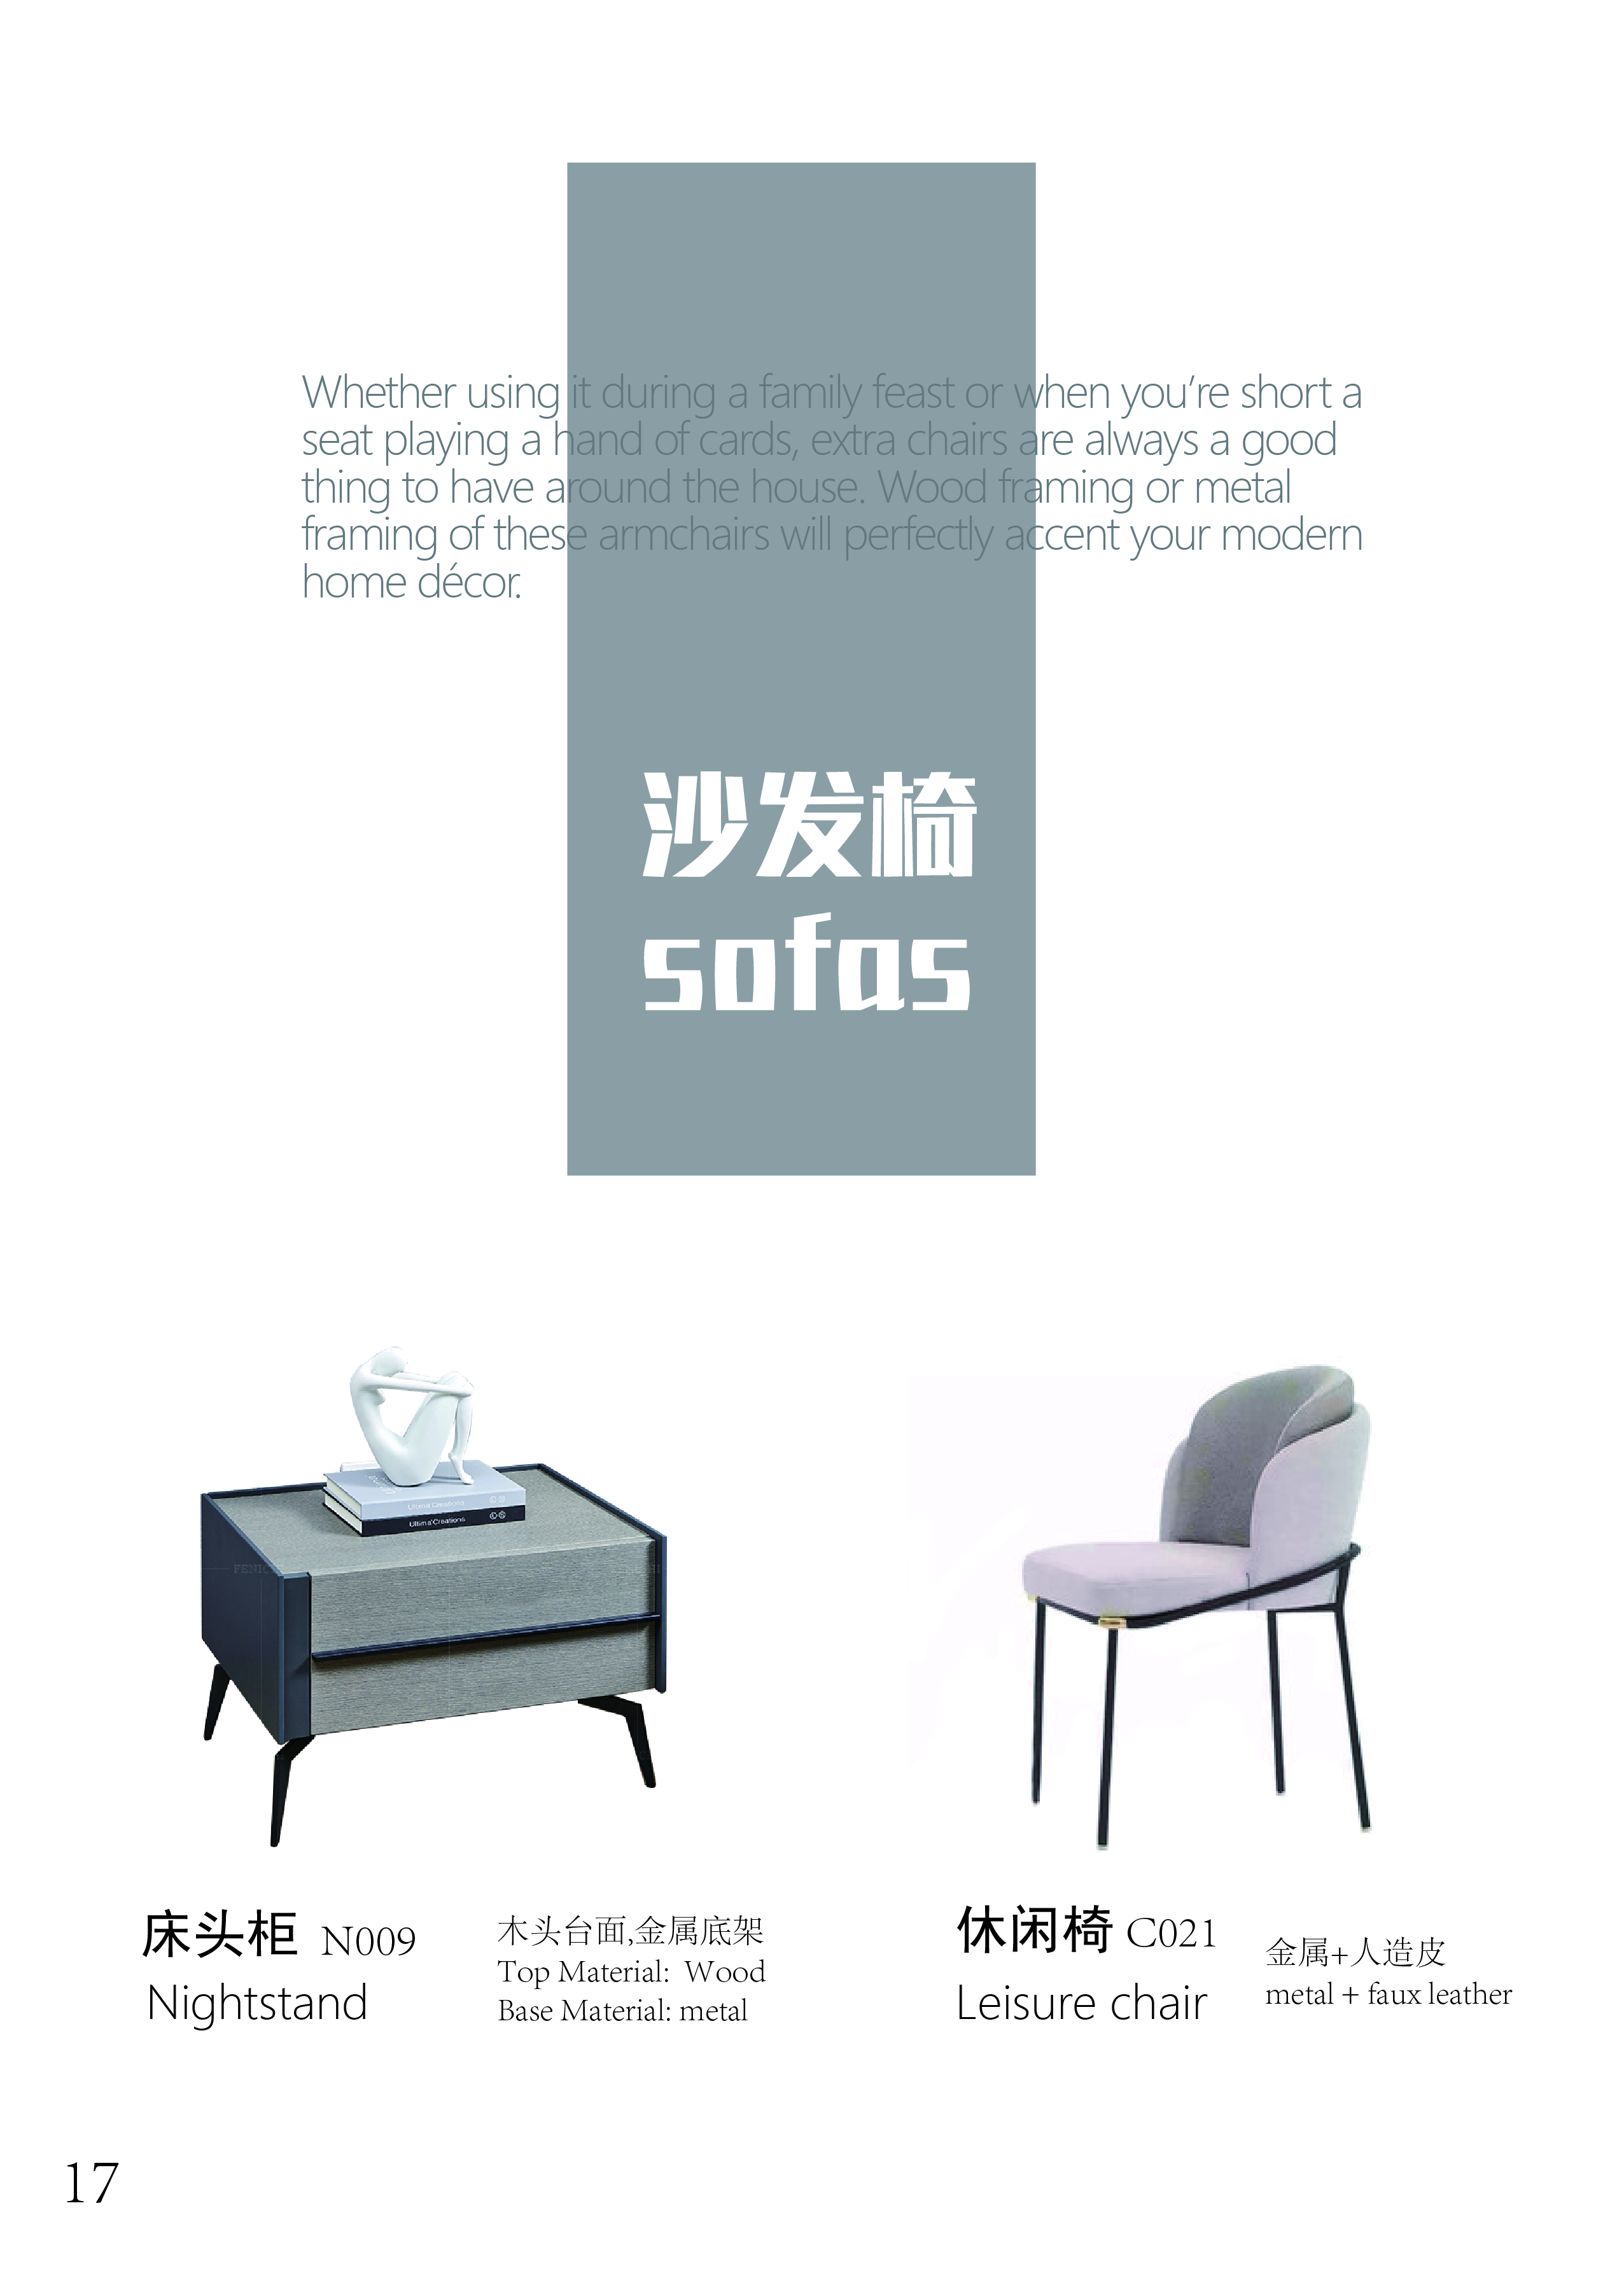 Whether using it during a family feast or when you’re short a
seat playing a hand of cards, extra chairs are always a good
thing to have around the house. Wood framing or metal
framing of these armchairs will perfectly accent your modern
home décor.
沙发椅
sofas
Ultima Creations
Ultima Creations
床头柜 N009
Nightstand
木头台面,金属底架
Top Material: Wood
Base Material: metal
休闲椅 C021
Leisure chair
金属+人造皮
metal + faux leather
17